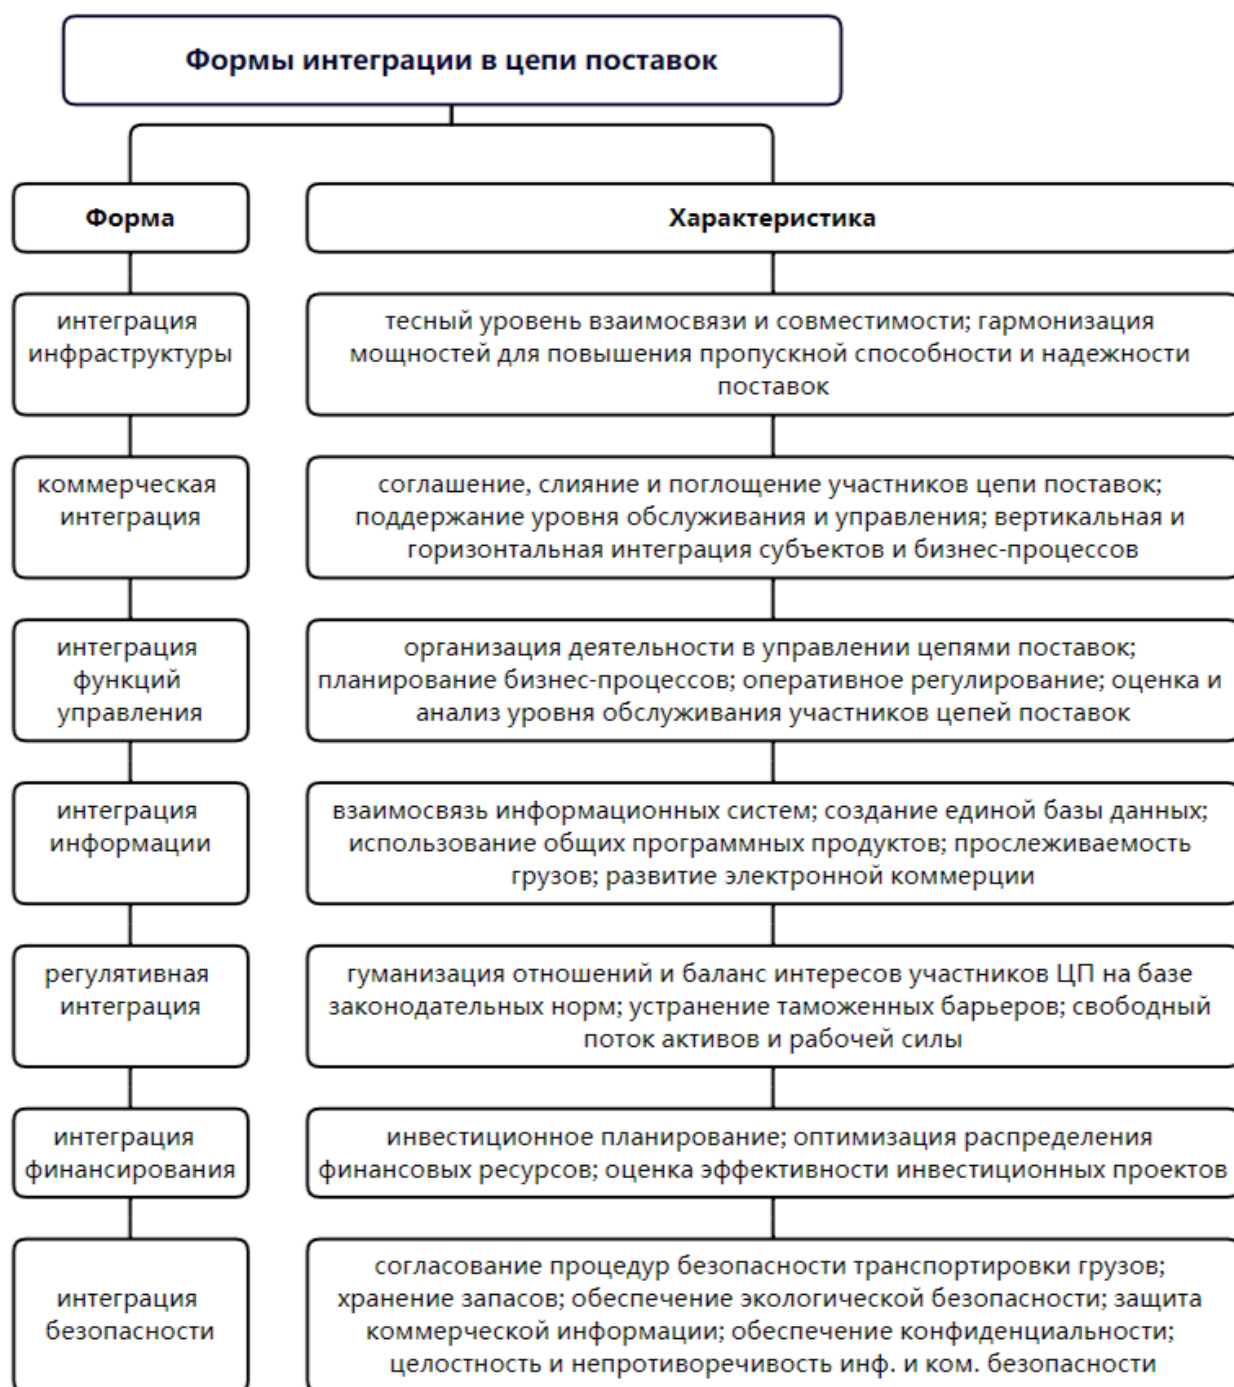 Формы интеграции в цепи поставок
Форма
Характеристика
интеграция
инфраструктуры
тесный уровень взаимосвязи и совместимости; гармонизация
мощностей для повышения пропускной способности и надежности
поставок
коммерческая
интеграция
соглашение, слияние и поглощение участников цепи поставок;
поддержание уровня обслуживания и управления; вертикальная и
горизонтальная интеграция субъектов и бизнес-процессов
интеграция
функций
управления
организация деятельности в управлении цепями поставок;
планирование бизнес-процессов; оперативное регулирование; оценка и
анализ уровня обслуживания участников цепей поставок
интеграция
информации
взаимосвязь информационных систем; создание единой базы данных;
использование общих программных продуктов; прослеживаемость
грузов; развитие электронной коммерции
регулятивная
интеграция
гуманизация отношений и баланс интересов участников ЦП на базе
законодательных норм; устранение таможенных барьеров; свободный
поток активов и рабочей силы
интеграция
финансирования
инвестиционное планирование; оптимизация распределения
финансовых ресурсов; оценка эффективности инвестиционных проектов
интеграция
безопасности
согласование процедур безопасности транспортировки грузов;
хранение запасов; обеспечение экологической безопасности; защита
коммерческой информации; обеспечение конфиденциальности;
целостность и непротиворечивость инф. и ком. безопасности